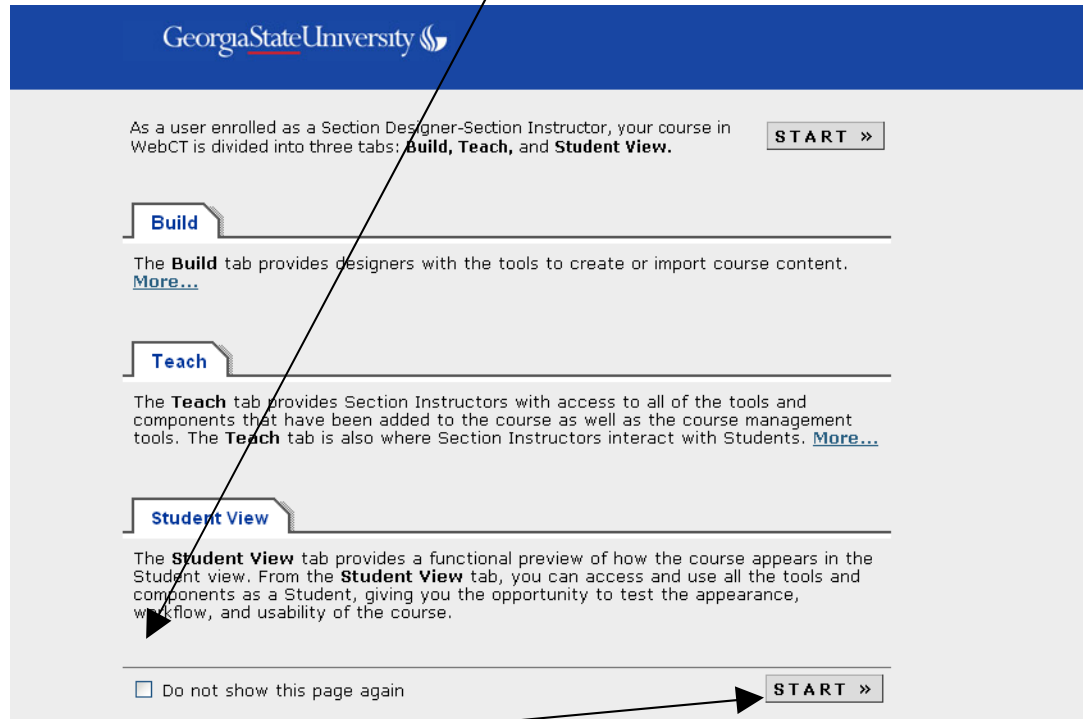 GeorgiaStateUniversity
As a user enrolled as a Section Designer-Section Instructor, your course in
WebCT is divided into three tabs: Build, Teach, and Student View.
START »
Build
The Build tab provides designers with the tools to create or import course content.
More...
Teach
The Teach tab provides Section Instructors with access to all of the tools and
components that have been added to the course as well as the course management
tools. The Teach tab is also where Section Instructors interact with Students. More...
Student View
The Student View tab provides a functional preview of how the course appears in the
Student view. From the Student View tab, you can access and use all the tools and
components as a Student, giving you the opportunity to test the appearance,
workflow, and usability of the course.
Do not show this page again
START »